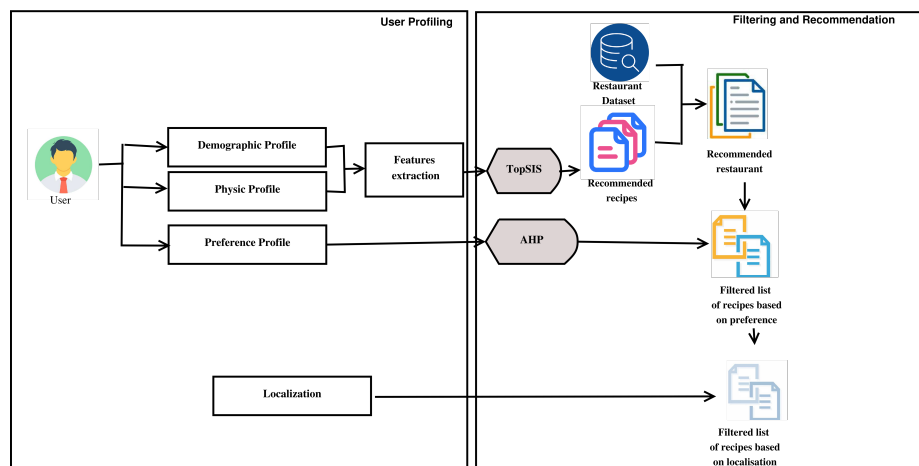 User Profiling
Filtering and Recommendation
Restaurant
Dataset
Demographic Profile
Features
extraction
Physic Profile
User
TopSIS
Recommended
recipes
Recommended
restaurant
Preference Profile
AHP
Filtered list
of recipes based
on preference
Localization
Filtered list
of recipes based
on localisation